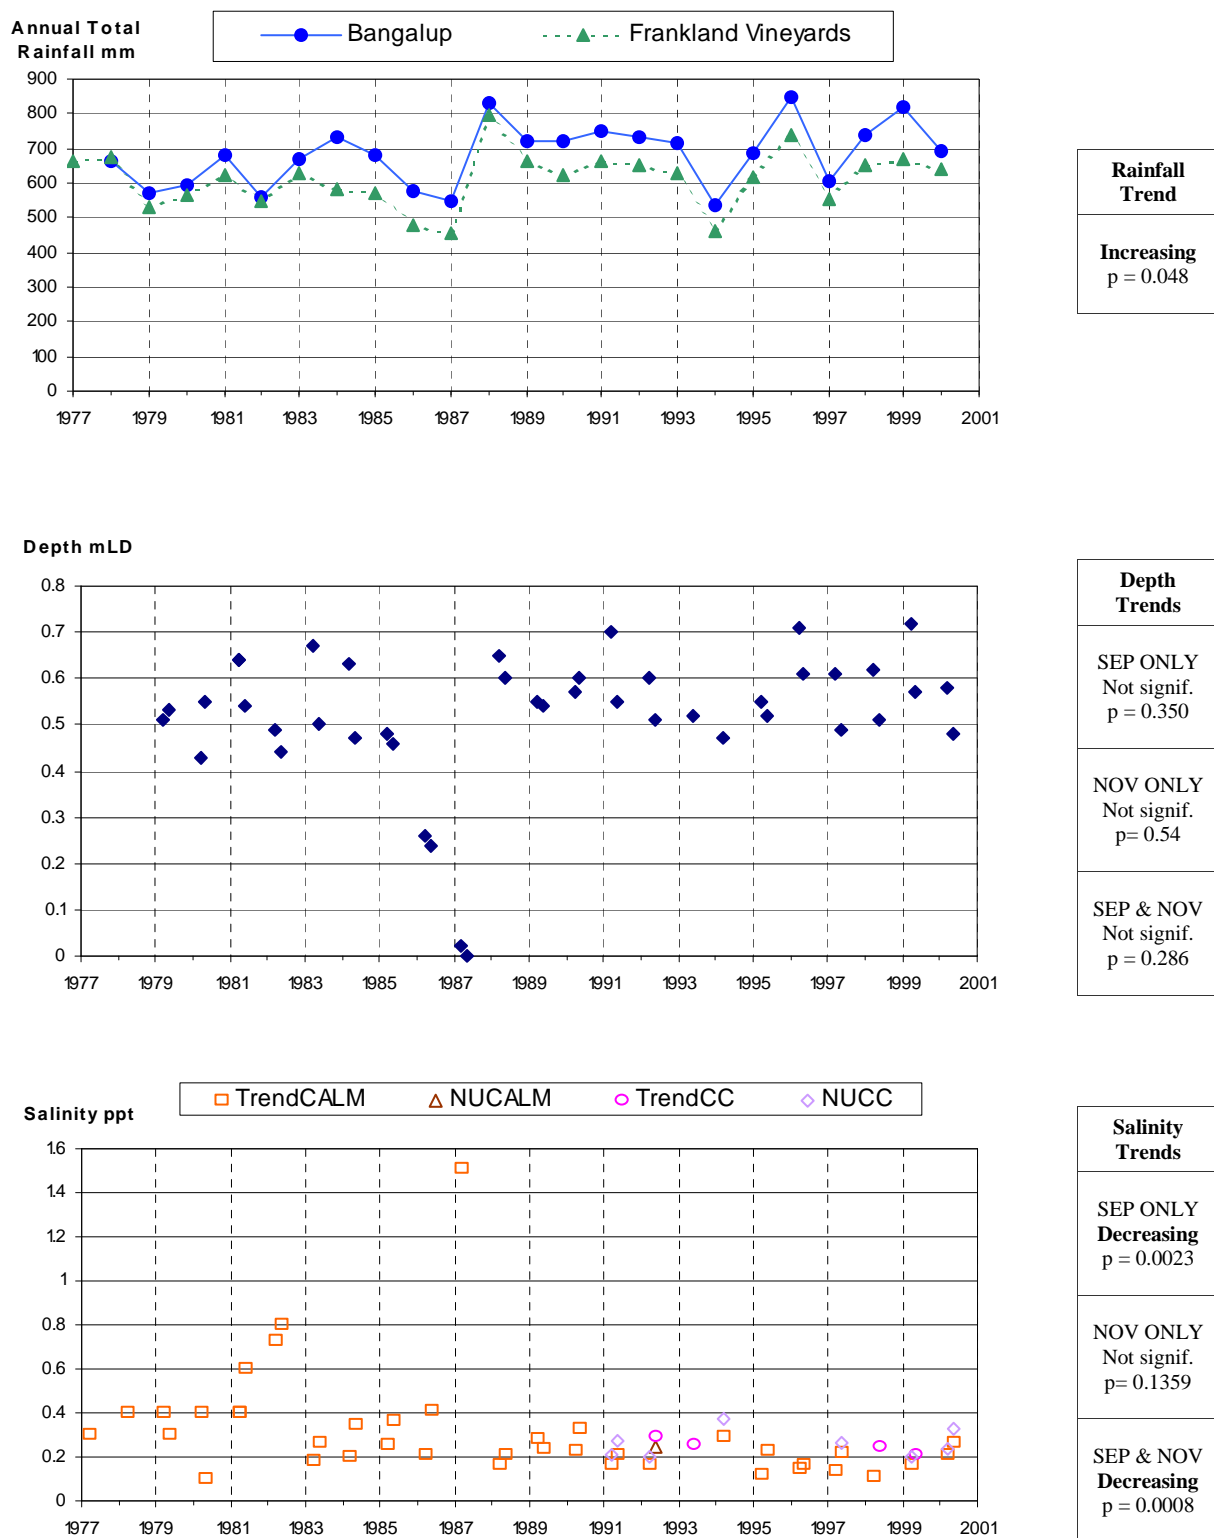 Annual Total
Rainfall mm
Bangalup
Frankland Vineyards
900
800
700
600
500
400
300
200
100
0
1977 1979 1981 1983 1985 1987 1989 1991 1993 1995 1997 1999 2001
Rainfall
Trend
Increasing
p = 0.048
Depth mLD
0.8
0.7
0.6
0.5
0.4
0.3
0.2
0.1
0
1977 1979 1981 1983 1985 1987 1989 1991 1993 1995 1997 1999 2001
Depth
Trends
SEP ONLY
Not signif.
p = 0.350
NOV ONLY
Not signif.
p= 0.54
SEP & NOV
Not signif.
p = 0.286
Salinity ppt
TrendCALM NUCALM TrendCC NUCC
1.6
1.4
1.2
1
0.8
0.6
0.4
0.2
0
1977 1979 1981 1983 1985 1987 1989 1991 1993 1995 1997 1999 2001
Salinity
Trends
SEP ONLY
Decreasing
p = 0.0023
NOV ONLY
Not signif.
p= 0.1359
SEP & NOV
Decreasing
p = 0.0008